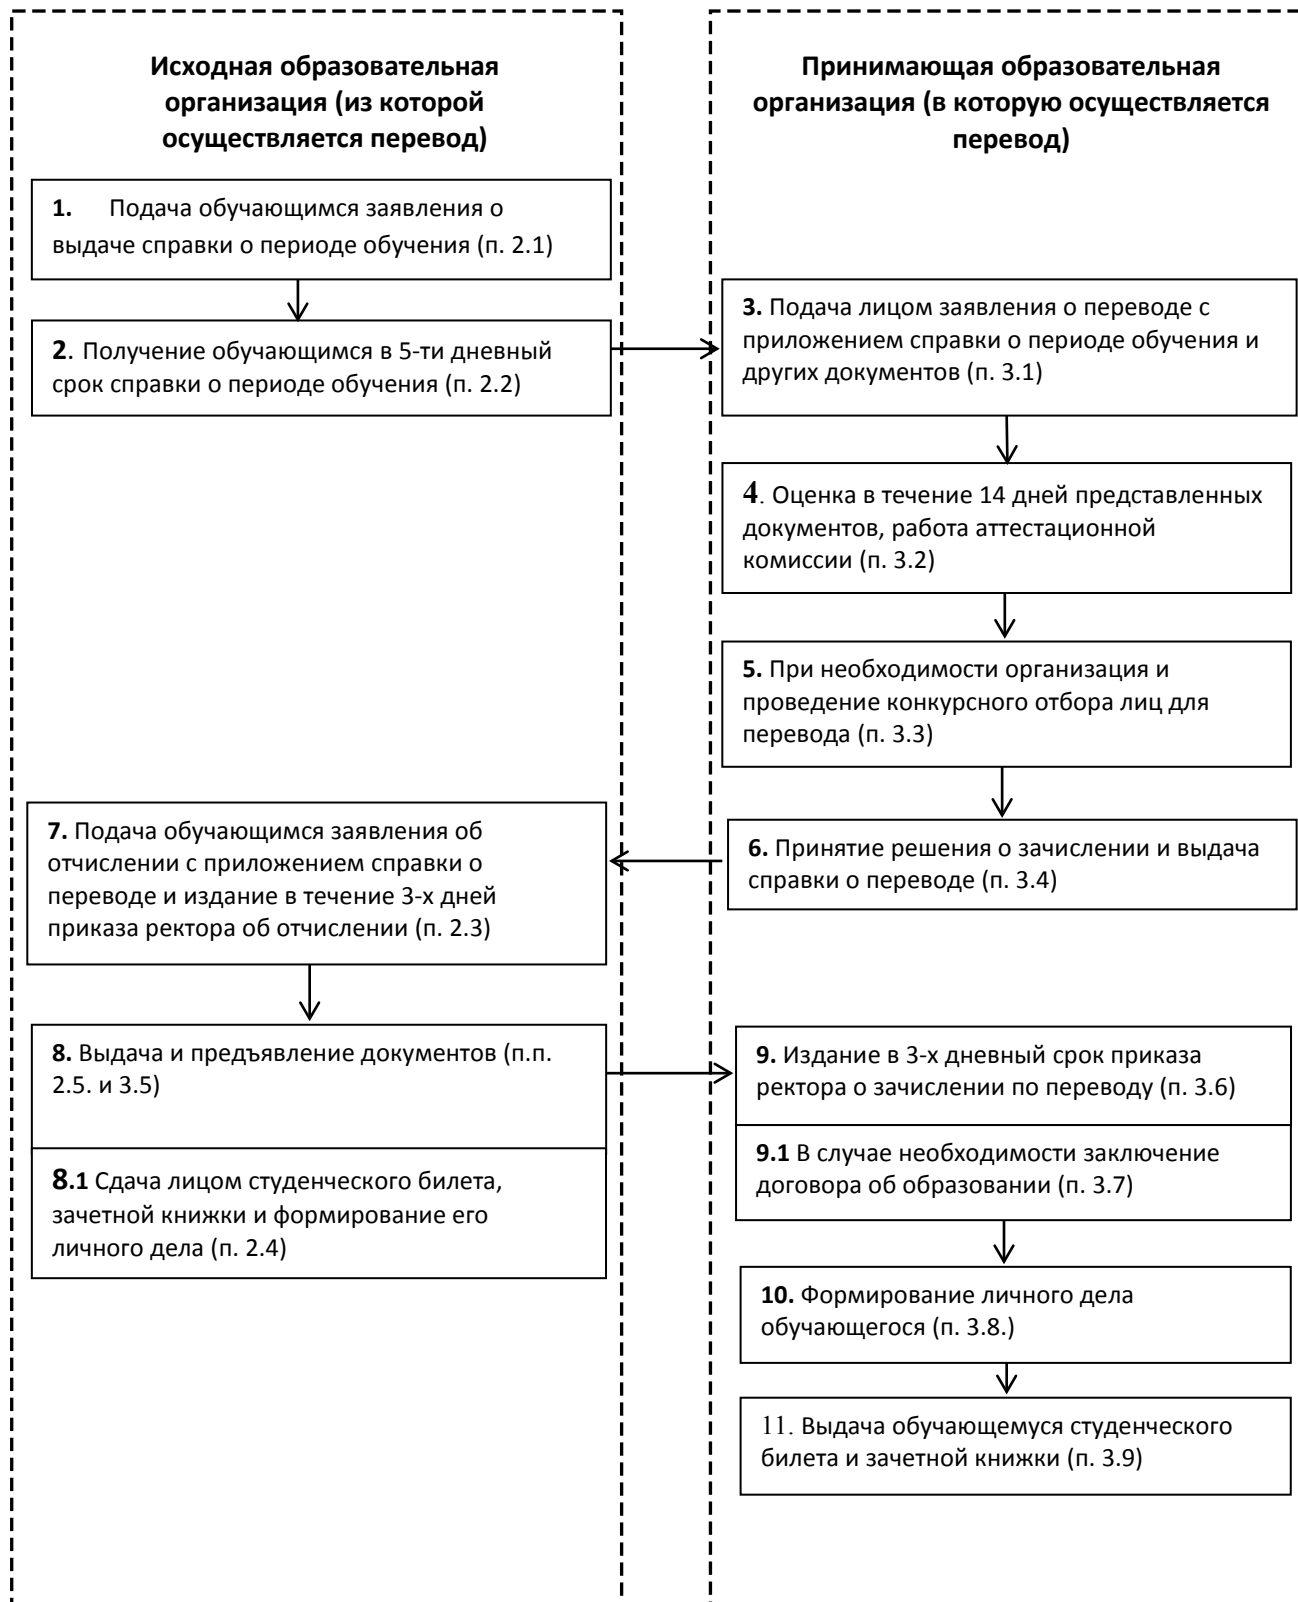 Исходная образовательная
организация (из которой
осуществляется перевод)
Принимающая образовательная
организация (в которую осуществляется
перевод)
1. Подача обучающимся заявления о
выдаче справки о периоде обучения (п. 2.1)
2. Получение обучающимся в 5-ти дневный
срок справки о периоде обучения (п. 2.2)
3. Подача лицом заявления о переводе с
приложением справки о периоде обучения и
других документов (п. 3.1)
4. Оценка в течение 14 дней представленных
документов, работа аттестационной
комиссии (п. 3.2)
5. При необходимости организация и
проведение конкурсного отбора лиц для
перевода (п. 3.3)
6. Принятие решения о зачислении и выдача
справки о переводе (п. 3.4)
7. Подача обучающимся заявления об
отчислении с приложением справки о
переводе и издание в течение 3-х дней
приказа ректора об отчислении (п. 2.3)
8. Выдача и предъявление документов (п.п.
2.5. и 3.5)
8.1 Сдача лицом студенческого билета,
зачетной книжки и формирование его
личного дела (п. 2.4)
9. Издание в 3-х дневный срок приказа
ректора о зачислении по переводу (п. 3.6)
9.1 В случае необходимости заключение
договора об образовании (п. 3.7)
10. Формирование личного дела
обучающегося (п. 3.8.)
11. Выдача обучающемуся студенческого
билета и зачетной книжки (п. 3.9)